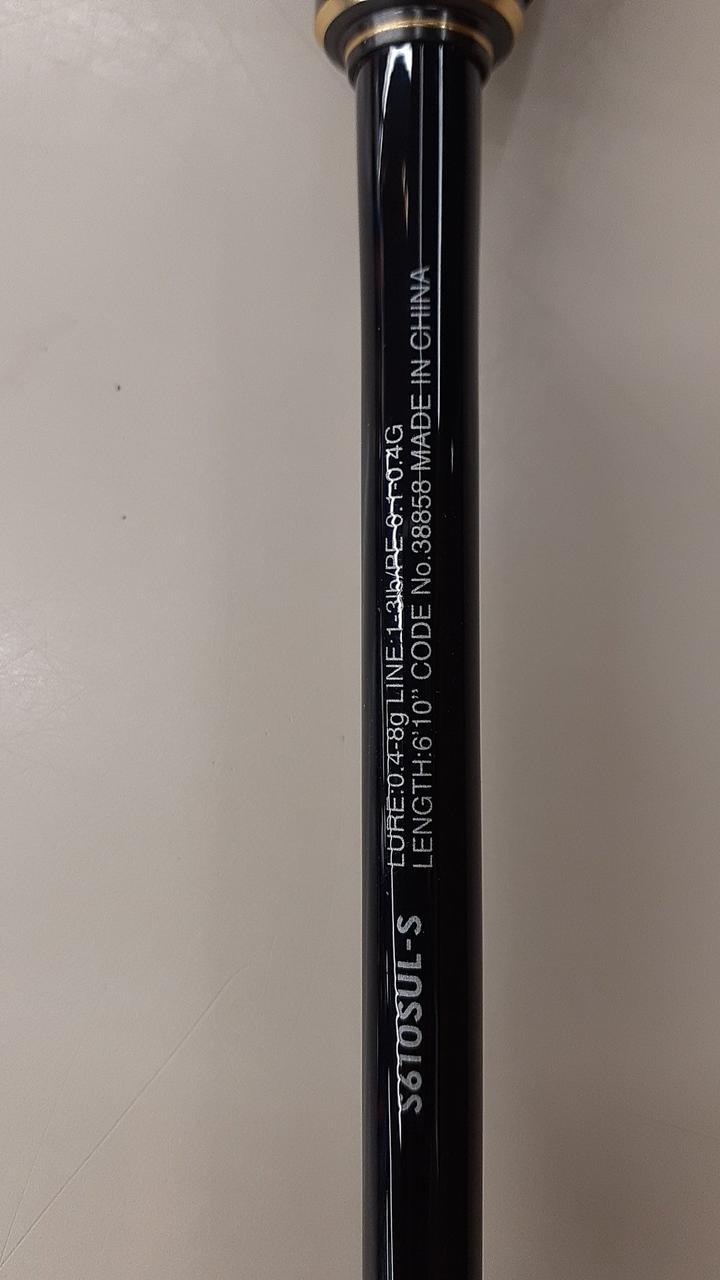 S610SUL-S
LURE:0.4-8g LINE:1-3lb/PE 0.1-0.4G
LENGTH:6'10” CODE No.38858 MADE IN CHINA